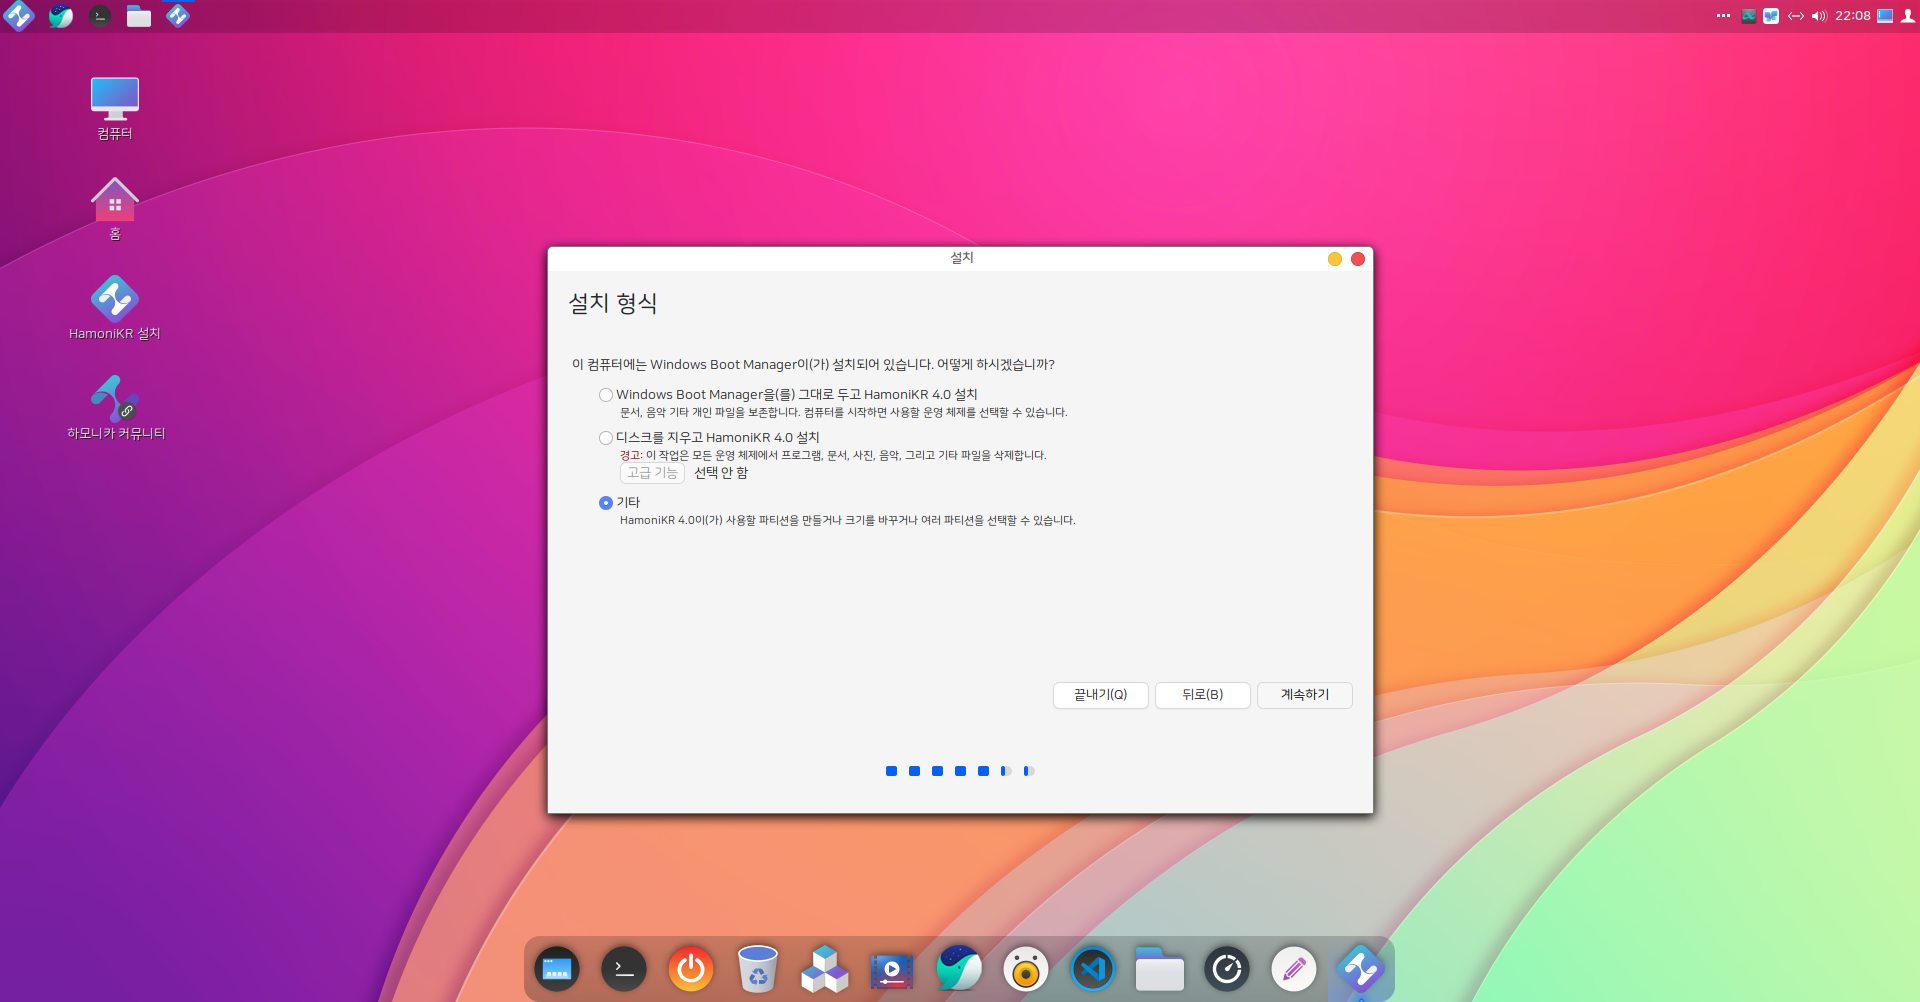 22:08
컴퓨터
홈
HamoniKR 설치
하모니카 커뮤니티
설치
설치 형식
이 컴퓨터에는 Windows Boot Manager이(가) 설치되어 있습니다. 어떻게 하시겠습니까?
Windows Boot Manager을(를) 그대로 두고 HamoniKR 4.0 설치
문서, 음악 기타 개인 파일을 보존합니다. 컴퓨터를 시작하면 사용할 운영 체제를 선택할 수 있습니다.
디스크를 지우고 HamoniKR 4.0 설치
경고: 이 작업은 모든 운영 체제에서 프로그램, 문서, 사진, 음악, 그리고 기타 파일을 삭제합니다.
고급 기능 선택 안 함
기타
HamoniKR 4.0이(가) 사용할 파티션을 만들거나 크기를 바꾸거나 여러 파티션을 선택할 수 있습니다.
끝내기(Q) 뒤로(B) 계속하기